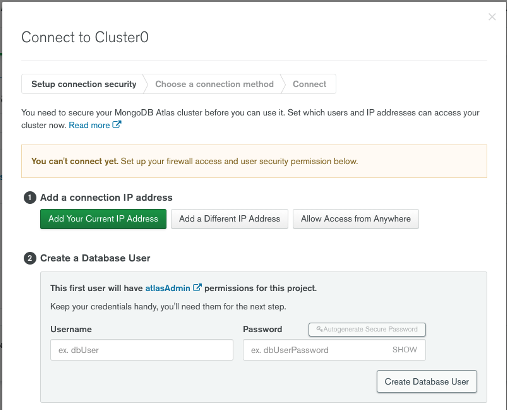 Connect to Cluster0
Setup connection security
Choose a connection method
Connect
You need to secure your MongoDB Atlas cluster before you can use it. Set which users and IP addresses can access your
cluster now. Read more
You can't connect yet. Set up your firewall access and user security permission below.
1 Add a connection IP address
Add Your Current IP Address
Add a Different IP Address
Allow Access from Anywhere
2 Create a Database User
This first user will have atlasAdmin permissions for this project.
Keep your credentials handy, you'll need them for the next step.
Username
Password
Autogenerate Secure Password
ex. dbUser
ex. dbUserPassword
SHOW
Create Database User